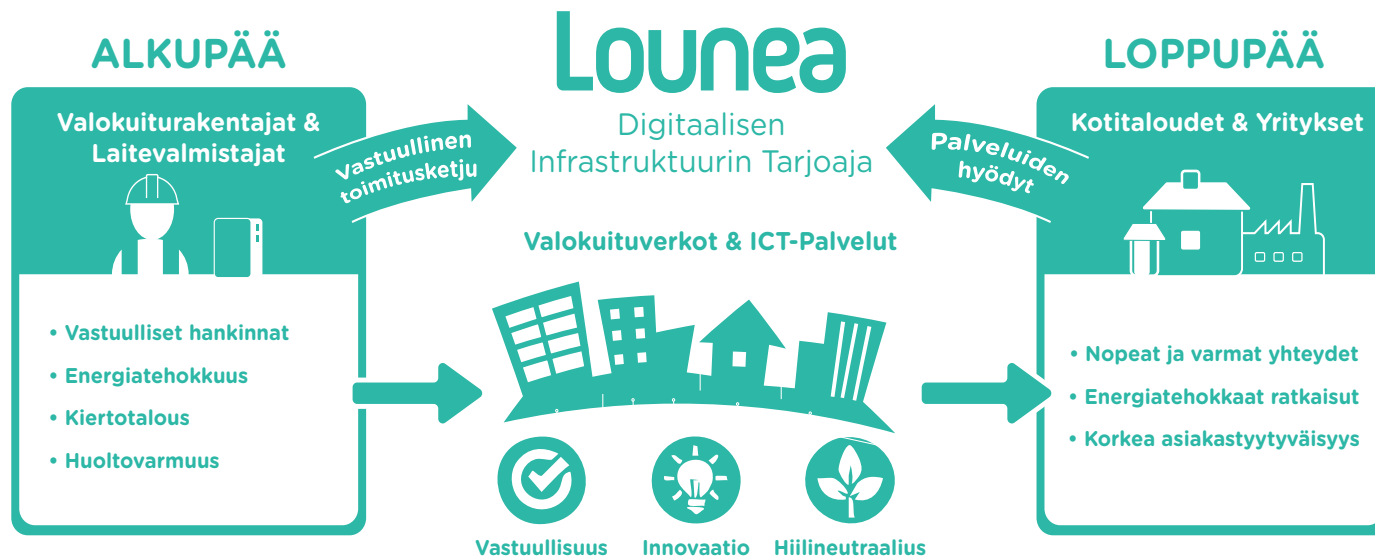 ALKUPÄÄ
Valokuiturakentajat &
Laitevalmistajat
• Vastuulliset hankinnat
• Energiatehokkuus
• Kiertotalous
• Huoltovarmuus
Vastuullinen
toimitusketju
Lounea
Digitaalisen
Infrastruktuurin Tarjoaja
Valokuituverkot & ICT-Palvelut
Vastuullisuus
Innovaatio
Hiilineutraalius
Palveluiden
hyödyt
LOPPUPÄÄ
Kotitaloudet & Yritykset
• Nopeat ja varmat yhteydet
• Energiatehokkaat ratkaisut
• Korkea asiakastyytyväisyys